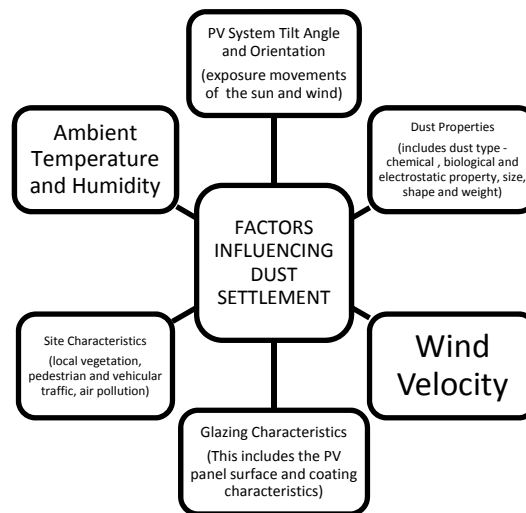 PV System Tilt Angle
and Orientation
(exposure movements
of the sun and wind)
Ambient
Temperature
and Humidity
Dust Properties
(includes dust type -
chemical , biological and
electrostatic property, size,
shape and weight)
FACTORS
INFLUENCING
DUST
SETTLEMENT
Site Characteristics
(local vegetation,
pedestrian and vehicular
traffic, air pollution)
Wind
Velocity
Glazing Characteristics
(This includes the PV
panel surface and coating
characteristics)